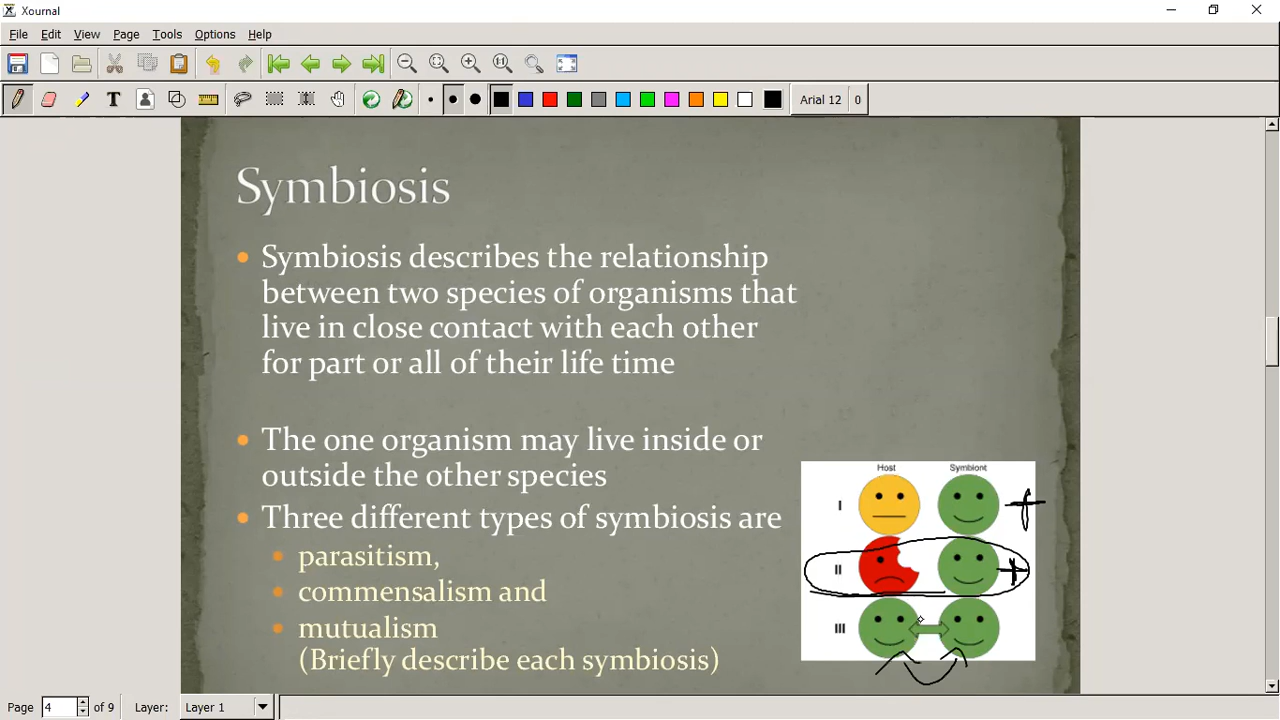 Xournal
File Edit View Page Tools Options Help
Arial 12 0
Symbiosis
• Symbiosis describes the relationship
between two species of organisms that
live in close contact with each other
for part or all of their life time
• The one organism may live inside or
outside the other species
• Three different types of symbiosis are
• parasitism,
• commensalism and
• mutualism
(Briefly describe each symbiosis)
Host Symbiont
I +
II +
III
Page 4 of 9 Layer: Layer 1